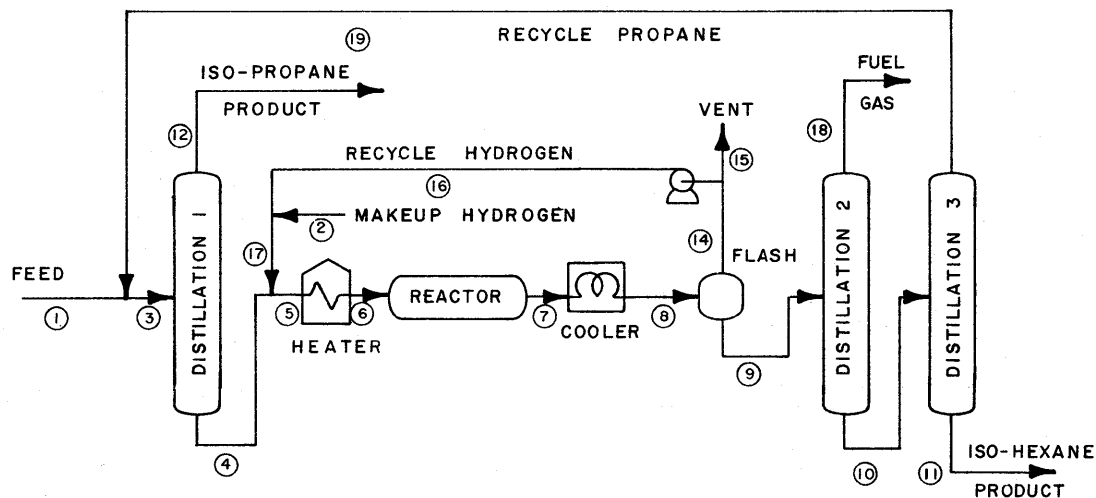 RECYCLE PROPANE
19
ISO-PROPANE
PRODUCT
12
FUEL
GAS
18
VENT
15
RECYCLE HYDROGEN
16
MAKEUP HYDROGEN
2
17
14
FLASH
FEED
1
3
DISTILLATION 1
5
6
HEATER
REACTOR
7
COOLER
8
9
DISTILLATION 2
DISTILLATION 3
4
10
11
ISO-HEXANE
PRODUCT